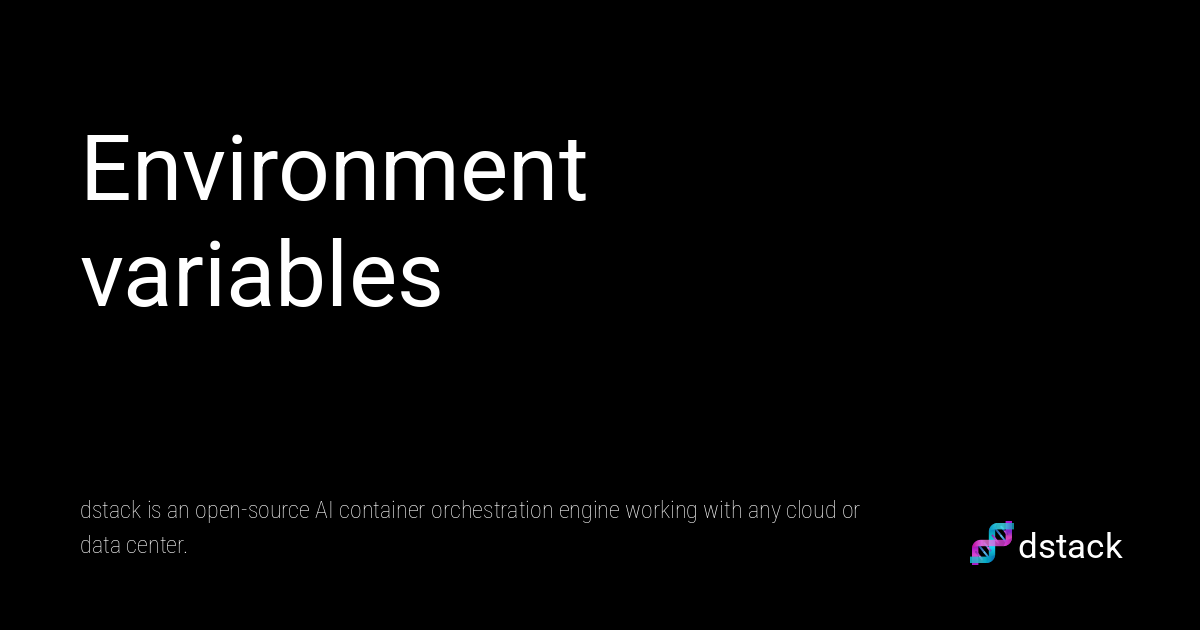 Environment
variables
dstack is an open-source AI container orchestration engine working with any cloud or
data center.
dstack